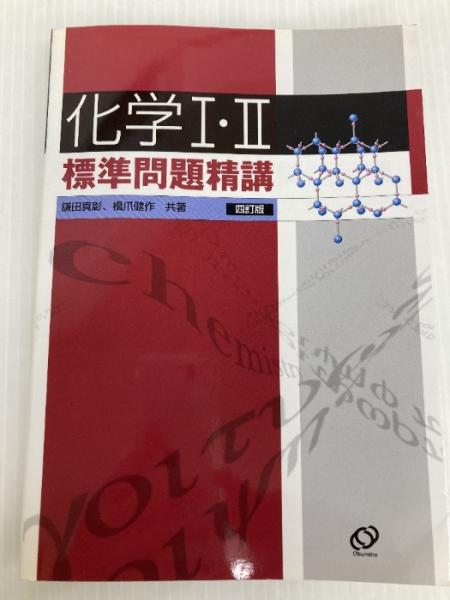 化学Ⅰ・Ⅱ
標準問題精講
鎌田真彰、橋爪健作 共著 四訂版
chemistry
Obunsha